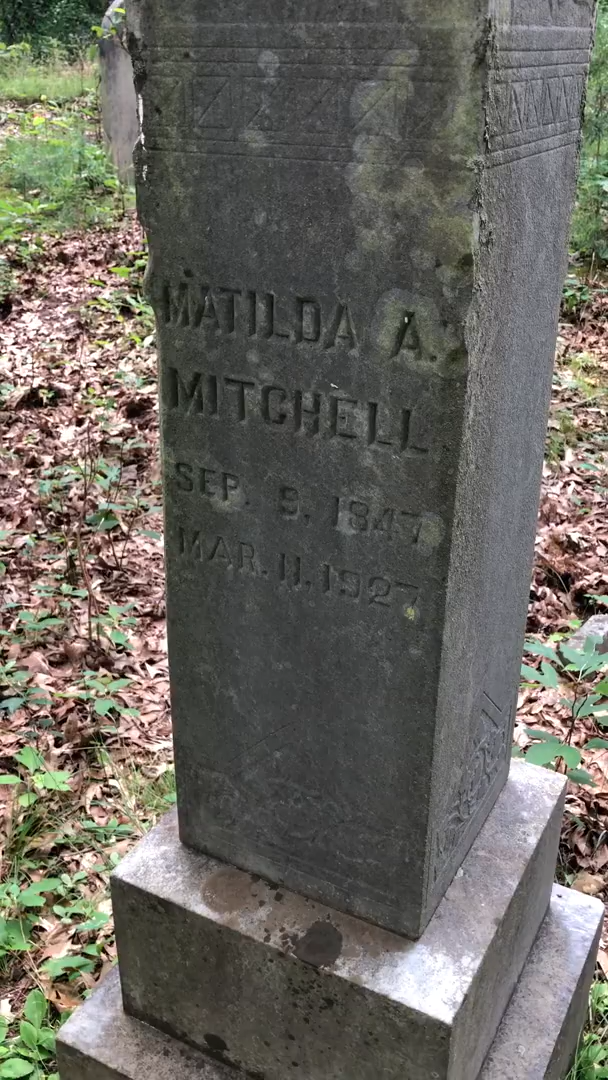 MATILDA A.
MITCHELL
SEP. 9, 1847
MAR. 11, 1927